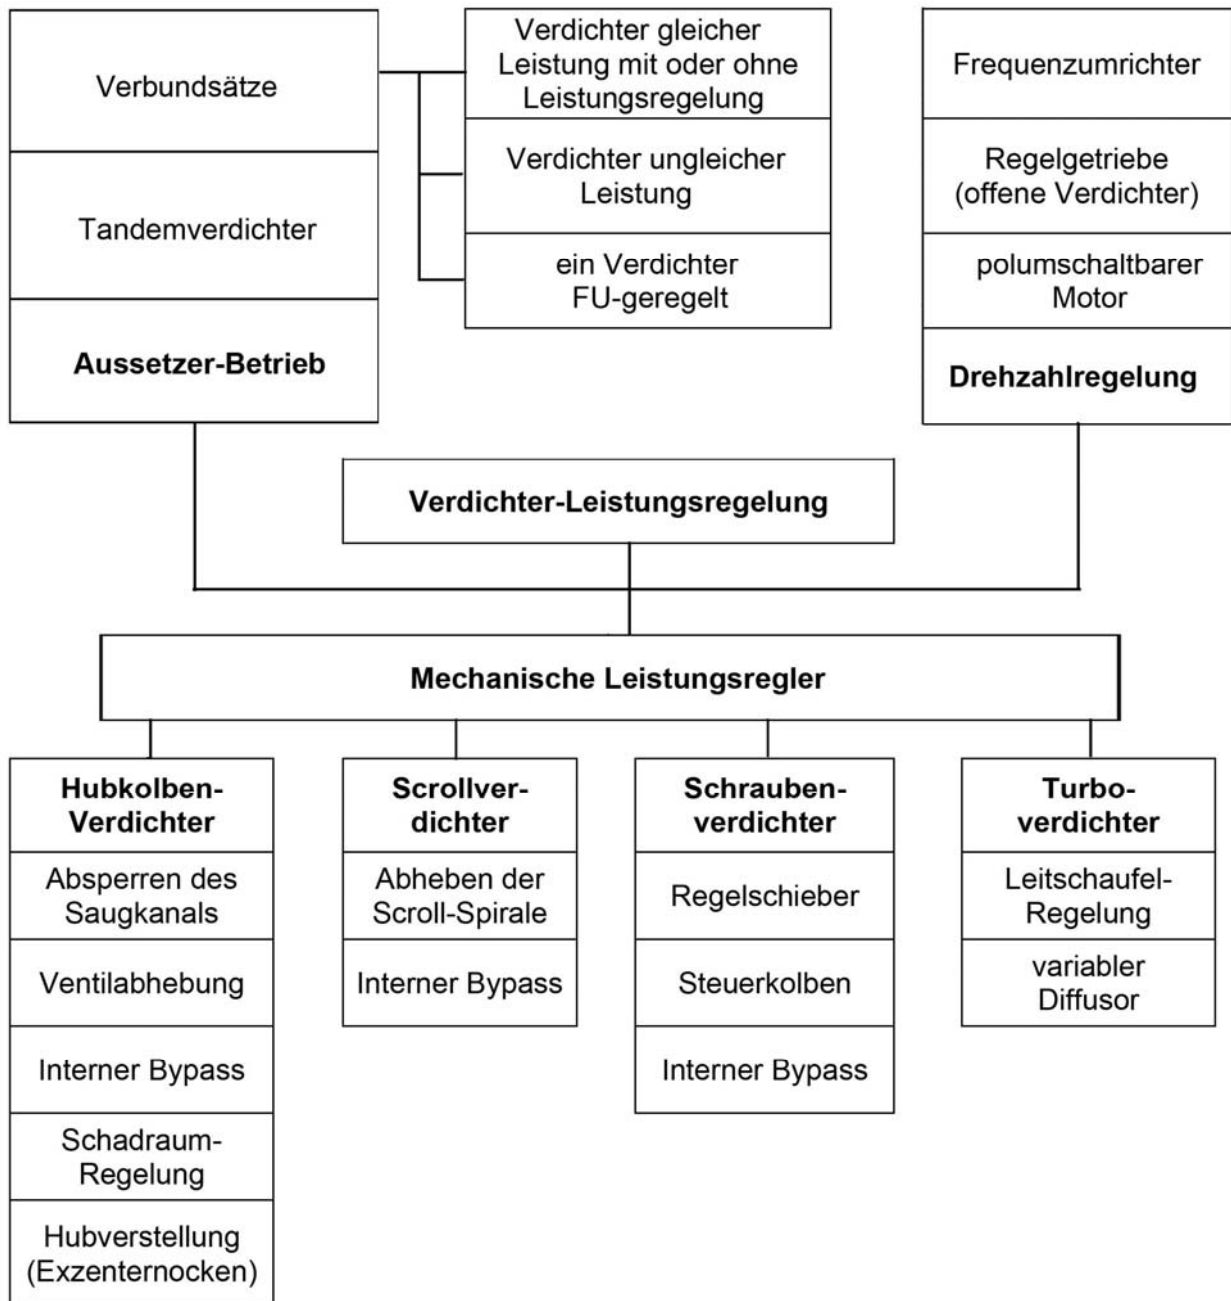 Verbundsätze
Tandemverdichter
Aussetzer-Betrieb
Verdichter gleicher
Leistung mit oder ohne
Leistungsregelung
Verdichter ungleicher
Leistung
ein Verdichter
FU-geregelt
Frequenzumrichter
Regelgetriebe
(offene Verdichter)
polumschaltbarer
Motor
Drehzahlregelung
Verdichter-Leistungsregelung
Mechanische Leistungsregler
Hubkolben-
Verdichter
Absperren des
Saugkanals
Ventilabhebung
Interner Bypass
Schadraum-
Regelung
Hubverstellung
(Exzenternocken)
Scrollver-
dichter
Abheben der
Scroll-Spirale
Interner Bypass
Schrauben-
verdichter
Regelschieber
Steuerkolben
Interner Bypass
Turbo-
verdichter
Leitschaufel-
Regelung
variabler
Diffusor